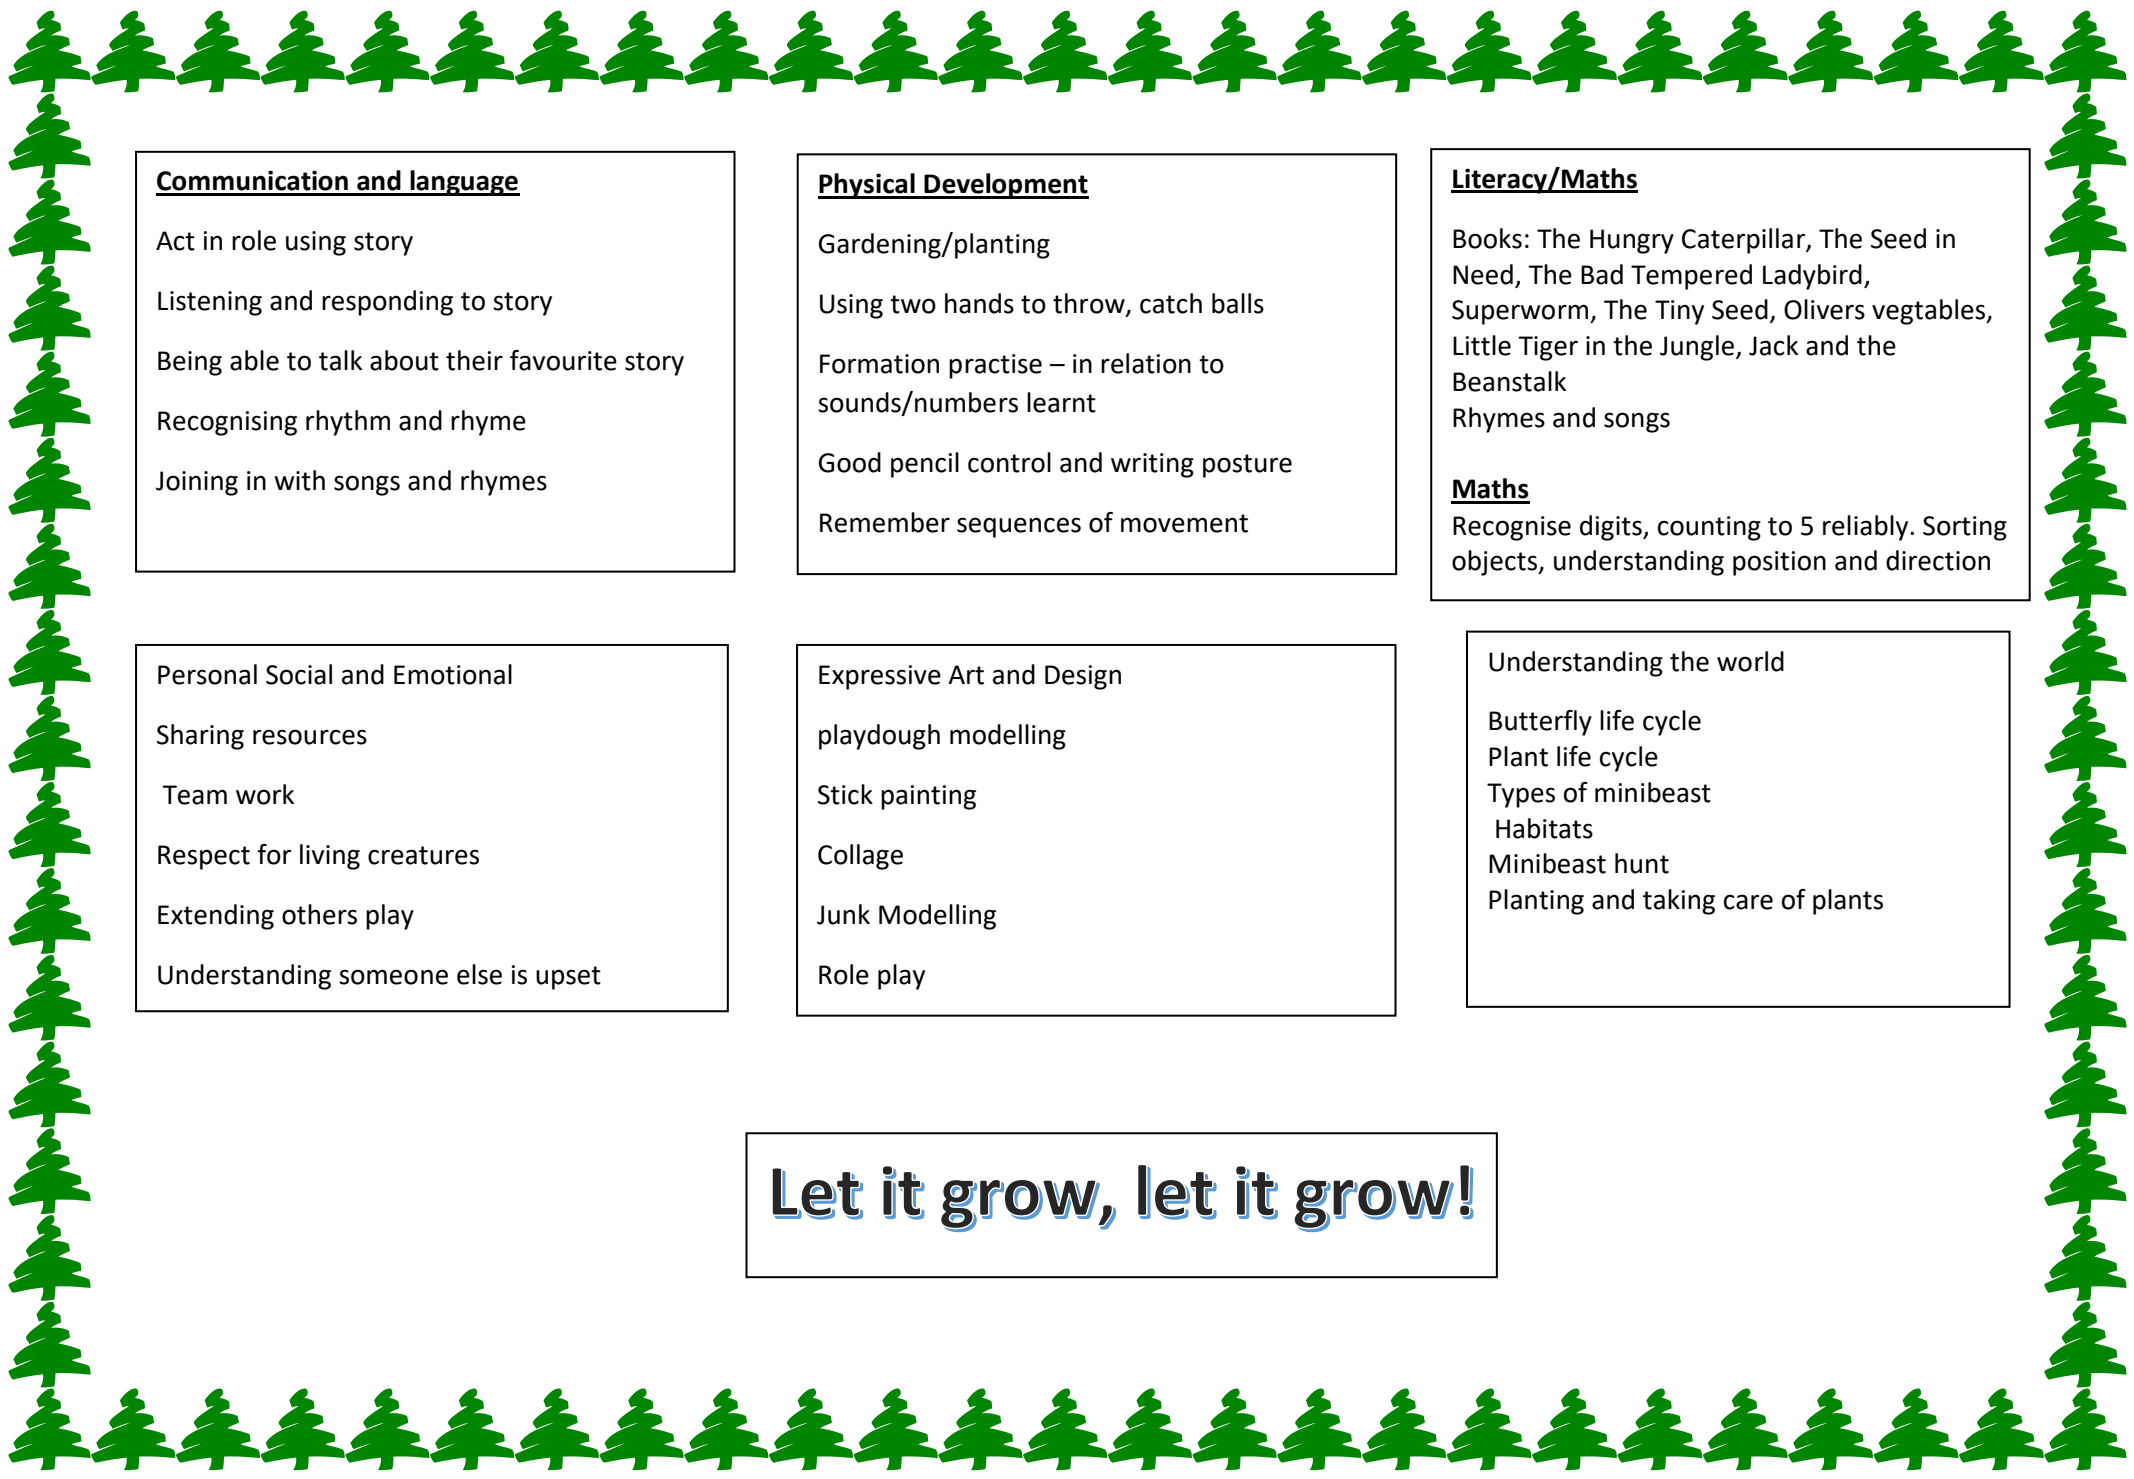 Communication and language
Act in role using story
Listening and responding to story
Being able to talk about their favourite story
Recognising rhythm and rhyme
Joining in with songs and rhymes
Physical Development
Gardening/planting
Using two hands to throw, catch balls
Formation practise – in relation to
sounds/numbers learnt
Good pencil control and writing posture
Remember sequences of movement
Literacy/Maths
Books: The Hungry Caterpillar, The Seed in
Need, The Bad Tempered Ladybird,
Superworm, The Tiny Seed, Olivers vegtables,
Little Tiger in the Jungle, Jack and the
Beanstalk
Rhymes and songs
Maths
Recognise digits, counting to 5 reliably. Sorting
objects, understanding position and direction
Personal Social and Emotional
Sharing resources
Team work
Respect for living creatures
Extending others play
Understanding someone else is upset
Expressive Art and Design
playdough modelling
Stick painting
Collage
Junk Modelling
Role play
Understanding the world
Butterfly life cycle
Plant life cycle
Types of minibeast
Habitats
Minibeast hunt
Planting and taking care of plants
Let it grow, let it grow!